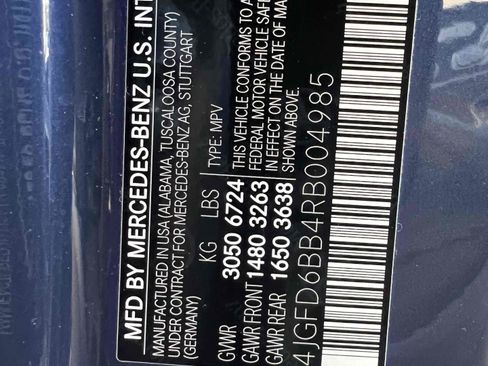 MFD BY MERCEDES-BENZ U.S. INT
MANUFACTURED IN USA (ALABAMA, TUSCALOOSA COUNTY)
UNDER CONTRACT FOR MERCEDES-BENZ AG, STUTTGART
(GERMANY)
KG LBS TYPE: MPV
GVWR 3050 6724
GAWR FRONT 1480 3263
GAWR REAR 1650 3638
THIS VEHICLE CONFORMS TO A
FEDERAL MOTOR VEHICLE SAFE
IN EFFECT ON THE DATE OF MA
SHOWN ABOVE.
4JGFD6BB4RB004985